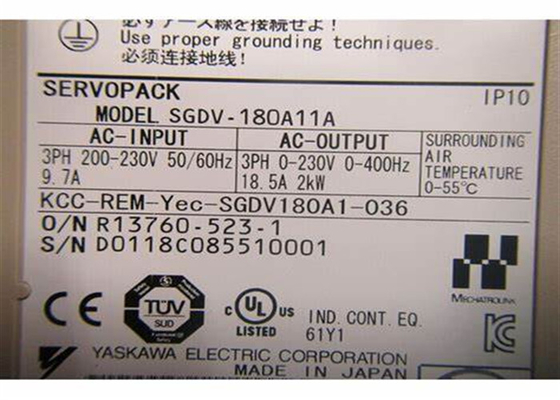 必ずアース線を接続せよ!
Use proper grounding techniques.
必须连接地线!
SERVOPACK IP10
MODEL SGDV-180A11A
AC-INPUT AC-OUTPUT SURROUNDING AIR TEMPERATURE 0-55℃
3PH 200-230V 50/60Hz 3PH 0-230V 0-400Hz
9.7A 18.5A 2kW
KCC-REM-Yec-SGDV180A1-036
O/N R13760-523-1
S/N D0118C085510001
MECHATROLINK
CE TÜV SUD c UL US LISTED IND. CONT. EQ. 61Y1
YASKAWA ELECTRIC CORPORATION
MADE IN JAPAN